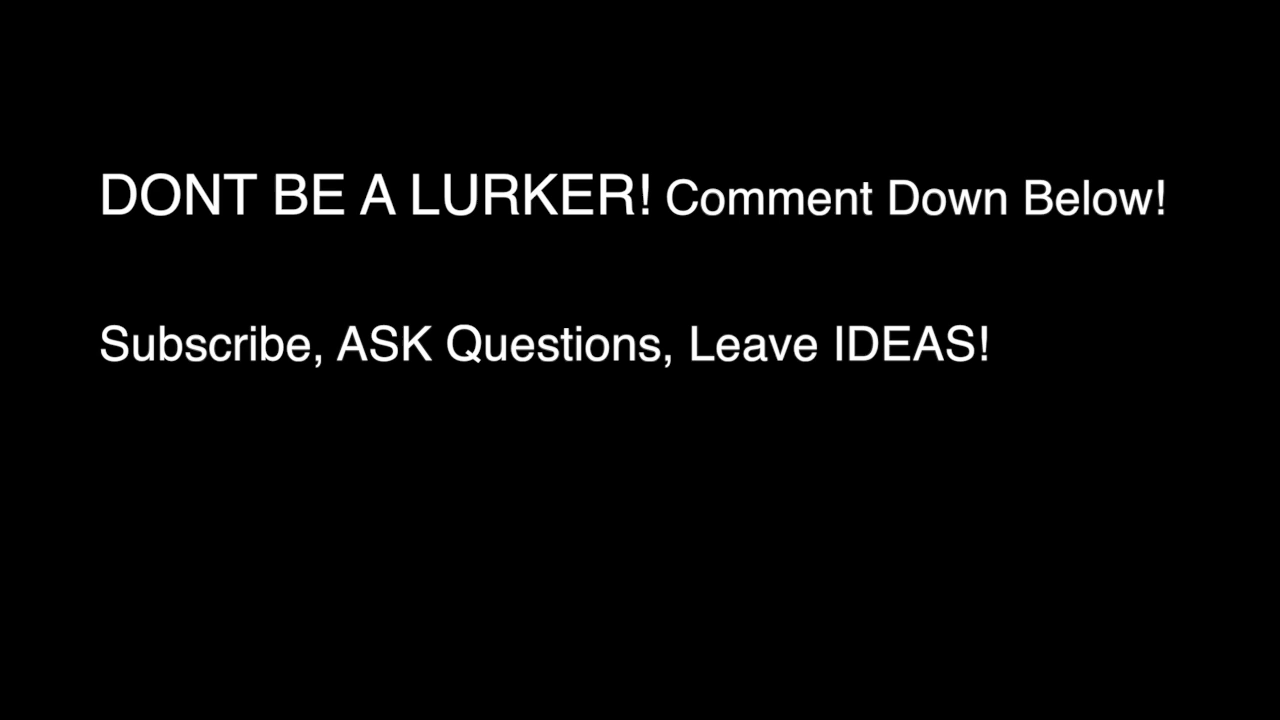 DONT BE A LURKER! Comment Down Below!
Subscribe, ASK Questions, Leave IDEAS!